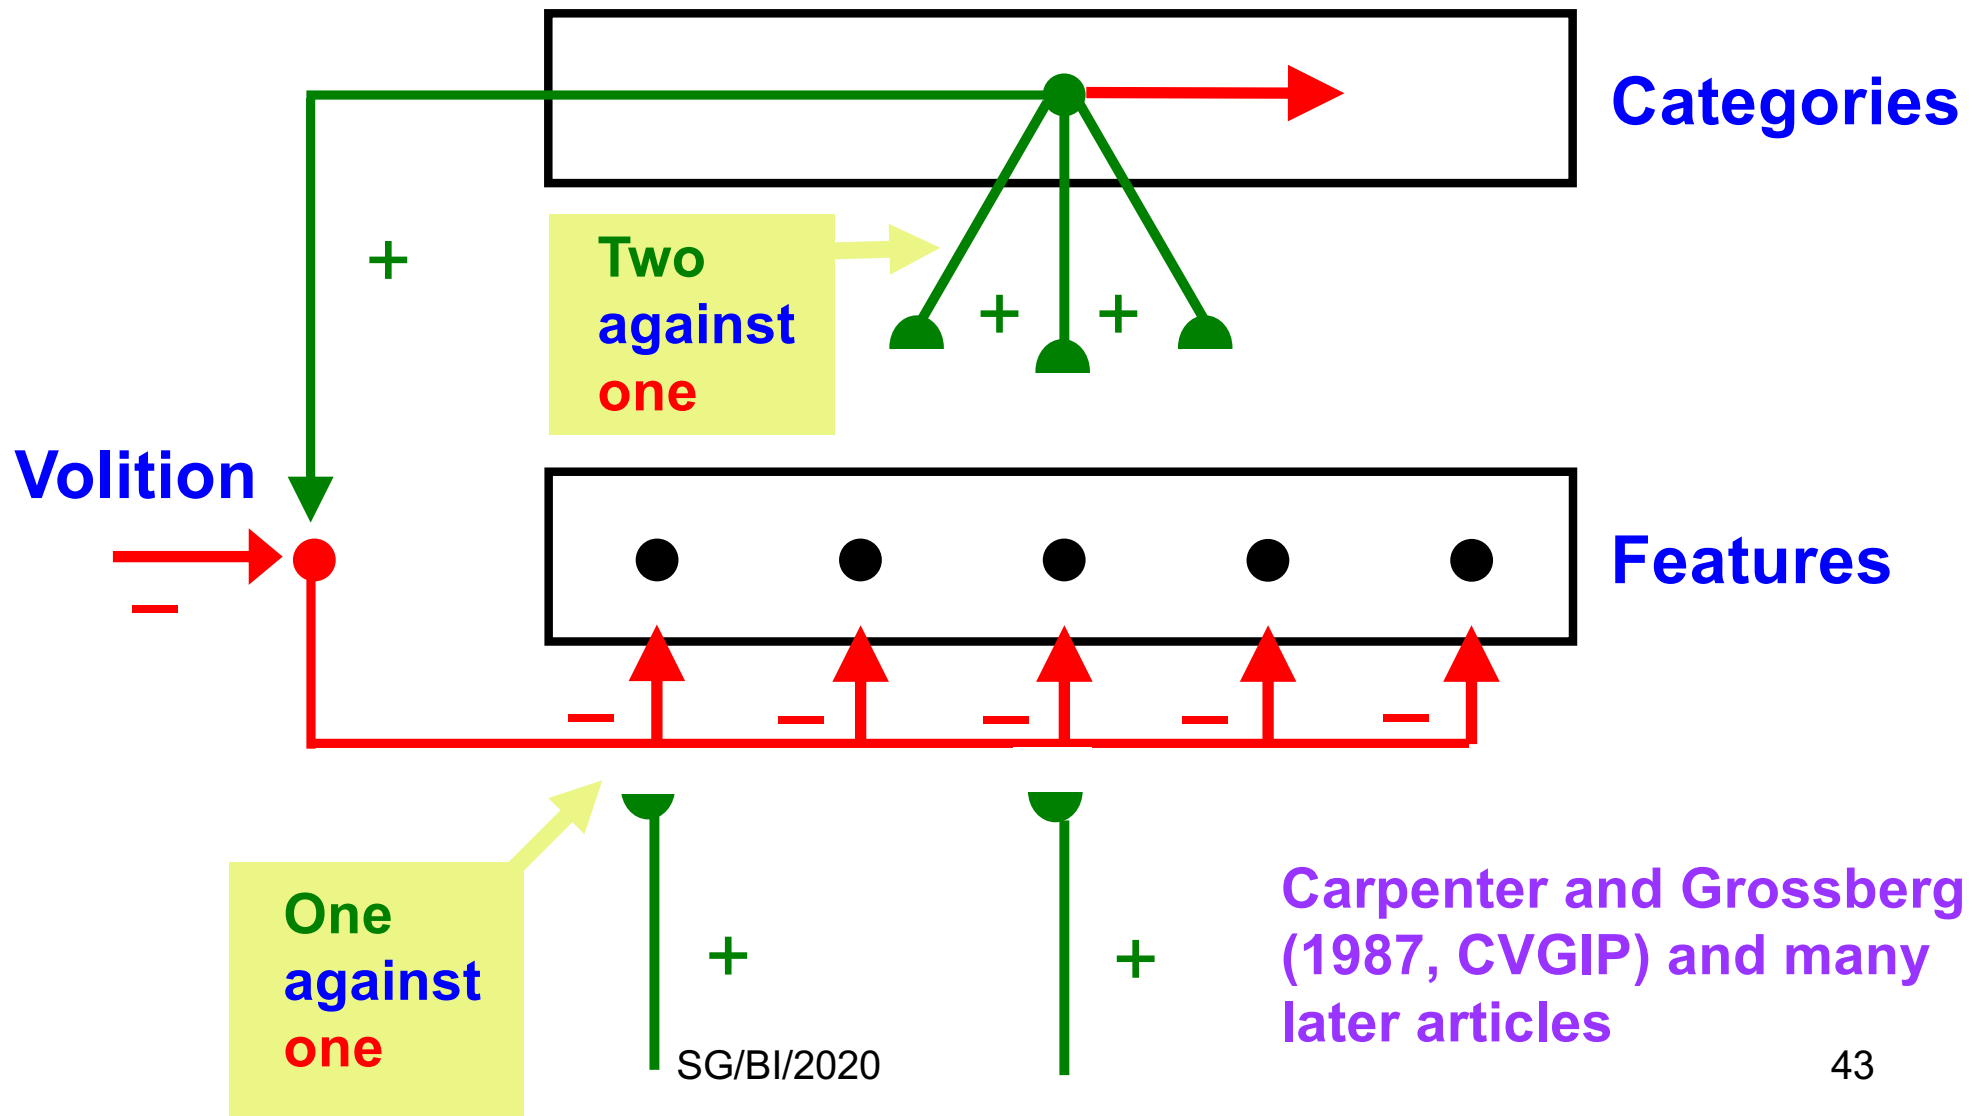 Categories
+
Two
against
one
+ +
Volition
–
Features
– – – – –
One
against
one
+ +
Carpenter and Grossberg
(1987, CVGIP) and many
later articles
SG/BI/2020
43